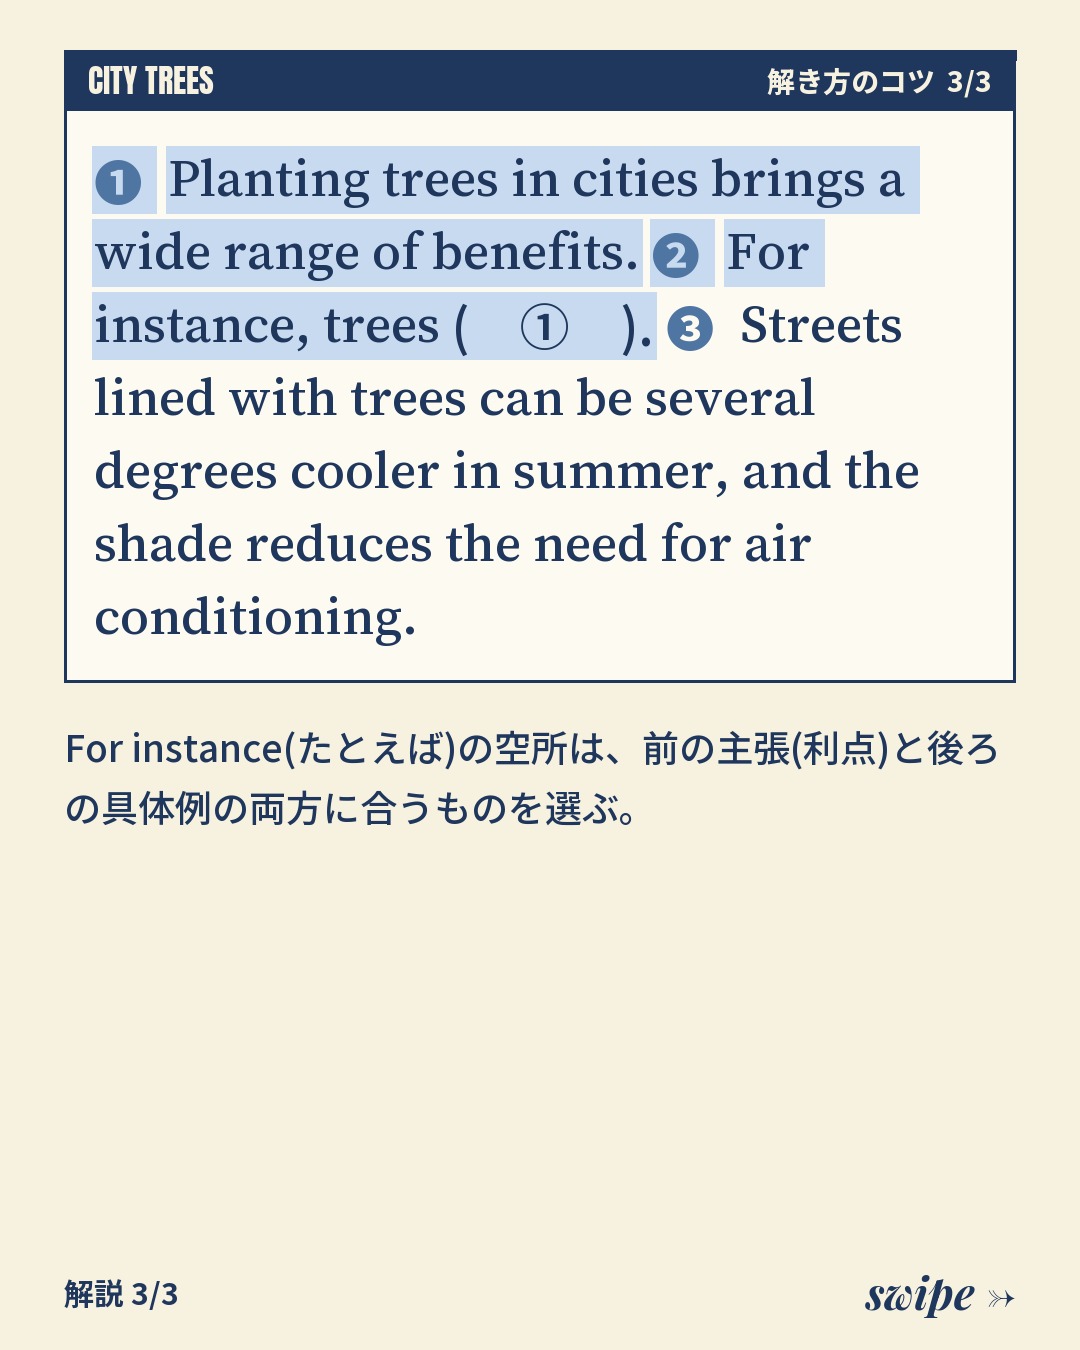 CITY TREES
解き方のコツ 3/3
❶ Planting trees in cities brings a
wide range of benefits. ❷ For
instance, trees ( ① ). ❸ Streets
lined with trees can be several
degrees cooler in summer, and the
shade reduces the need for air
conditioning.
For instance(たとえば)の空所は、前の主張(利点)と後ろ
の具体例の両方に合うものを選ぶ。
解説 3/3
swipe